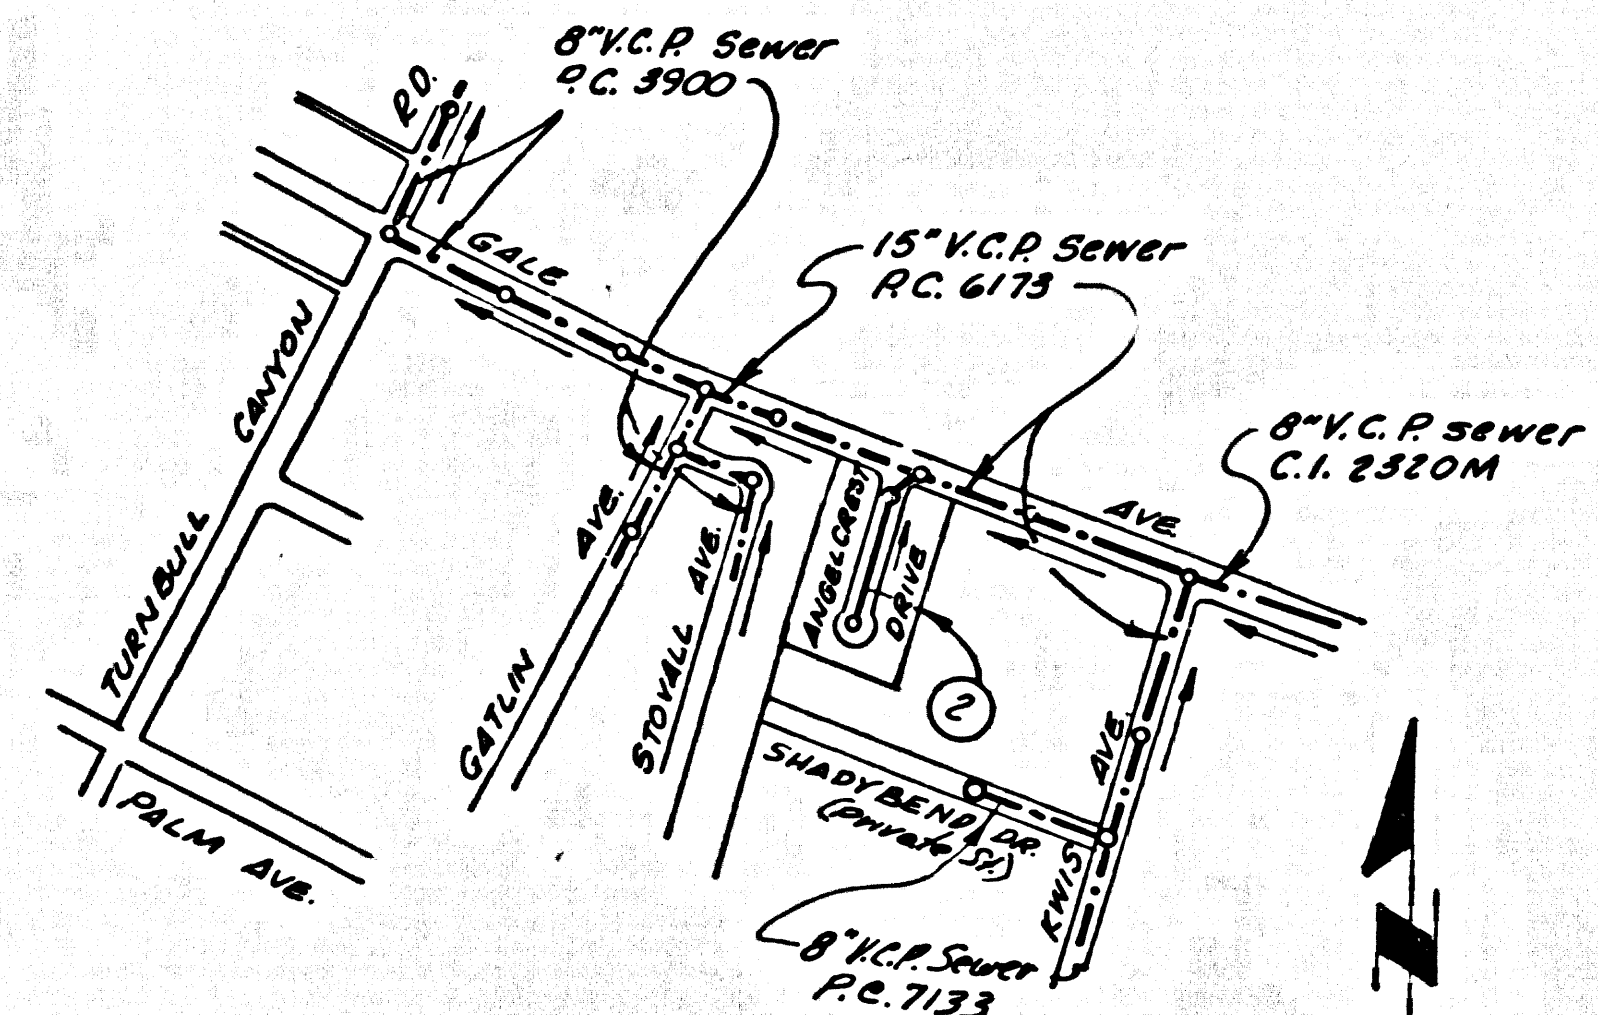 8" V.C.P. Sewer
P.C. 3900
RD.
GALE
15" V.C.P. Sewer
P.C. 6173
CANYON
8" V.C.P. sewer
C.I. 2320M
AVE.
AVE.
AVE.
ANGELCREST
DRIVE
TURNBULL
GATLIN
STOVALL
2
AVE.
SHADYBEND DR.
(private St.)
PALM AVE.
KWIS
8" V.C.P. Sewer
P.C. 7133